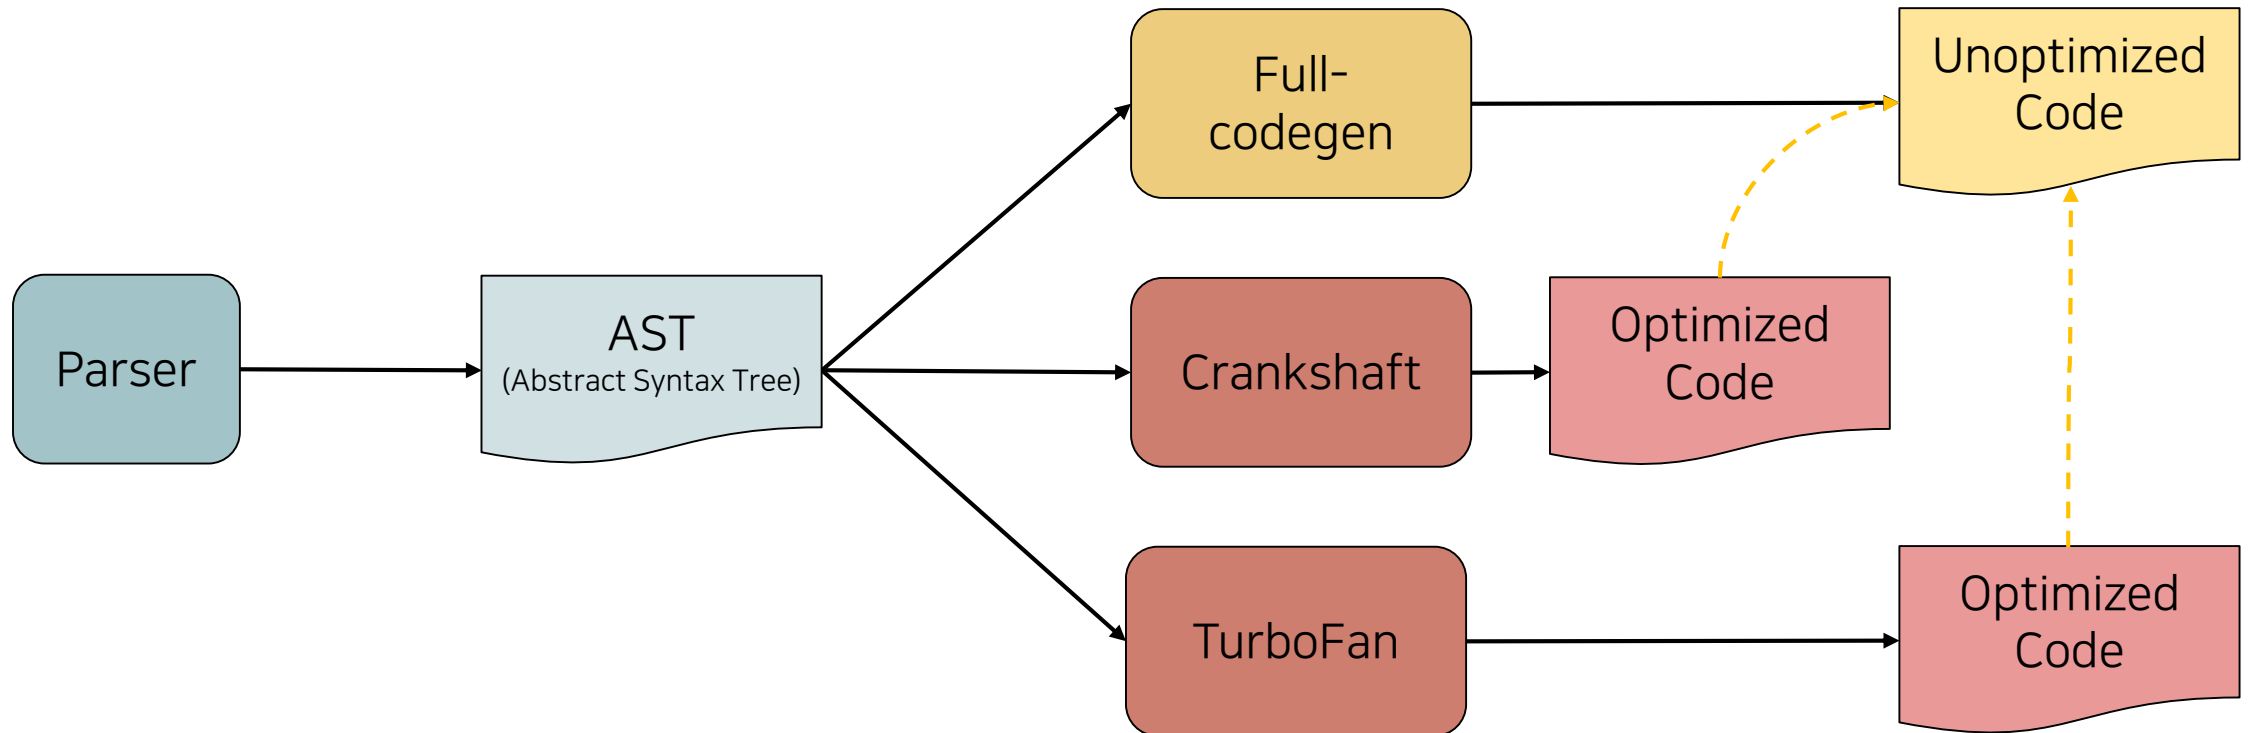 Parser
AST
(Abstract Syntax Tree)
Full-
codegen
Unoptimized
Code
Crankshaft
Optimized
Code
TurboFan
Optimized
Code